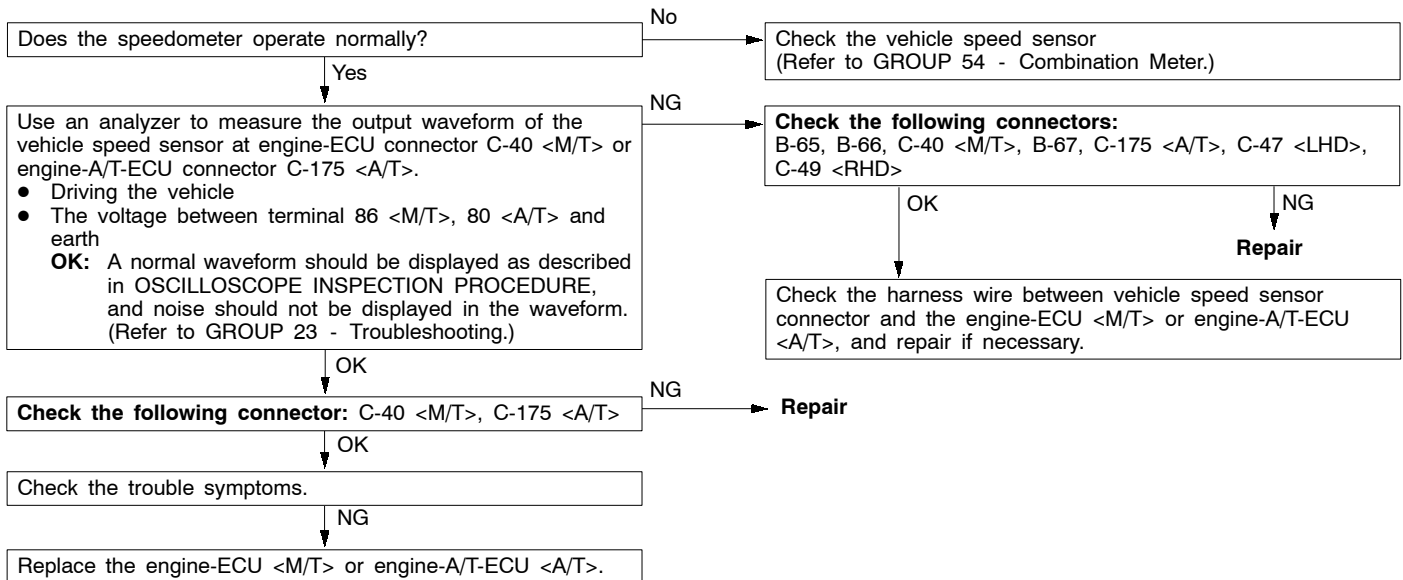 Does the speedometer operate normally?
No
Check the vehicle speed sensor
(Refer to GROUP 54 - Combination Meter.)
Yes
Use an analyzer to measure the output waveform of the
vehicle speed sensor at engine-ECU connector C-40 <M/T> or
engine-A/T-ECU connector C-175 <A/T>.
● Driving the vehicle
● The voltage between terminal 86 <M/T>, 80 <A/T> and
earth
OK: A normal waveform should be displayed as described
in OSCILLOSCOPE INSPECTION PROCEDURE,
and noise should not be displayed in the waveform.
(Refer to GROUP 23 - Troubleshooting.)
NG
Check the following connectors:
B-65, B-66, C-40 <M/T>, B-67, C-175 <A/T>, C-47 <LHD>,
C-49 <RHD>
OK
NG
Repair
Check the harness wire between vehicle speed sensor
connector and the engine-ECU <M/T> or engine-A/T-ECU
<A/T>, and repair if necessary.
OK
Check the following connector: C-40 <M/T>, C-175 <A/T>
NG
Repair
OK
Check the trouble symptoms.
NG
Replace the engine-ECU <M/T> or engine-A/T-ECU <A/T>.